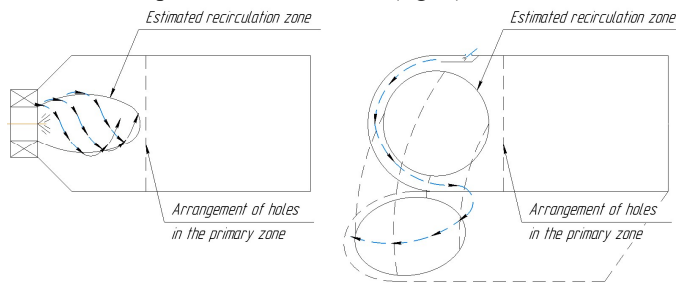 Estimated recirculation zone
Estimated recirculation zone
Arrangement of holes
in the primary zone
Arrangement of holes
in the primary zone